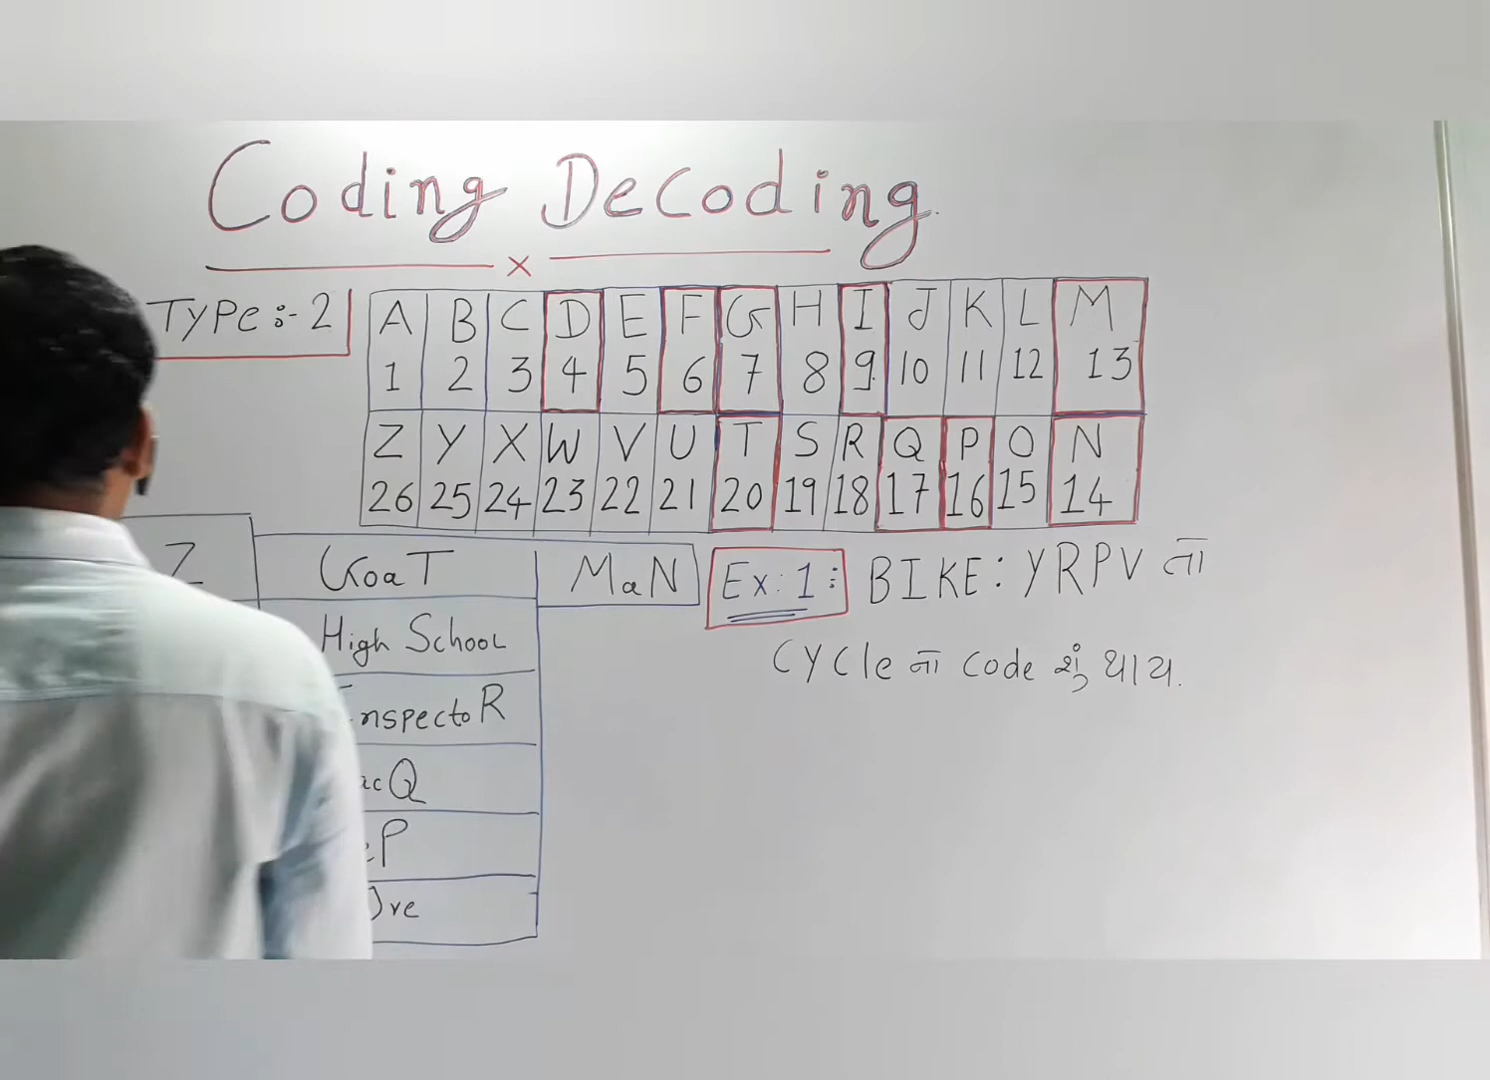 Coding Decoding
x
Type :- 2
A B C D E F G H I J K L M
1 2 3 4 5 6 7 8 9 10 11 12 13
Z Y X W V U T S R Q P O N
26 25 24 23 22 21 20 19 18 17 16 15 14
Z
GoaT
MaN
High School
InspectoR
Q
P
Ex: 1: BIKE: YRPV તો
Cycle નો Code શું થાય.